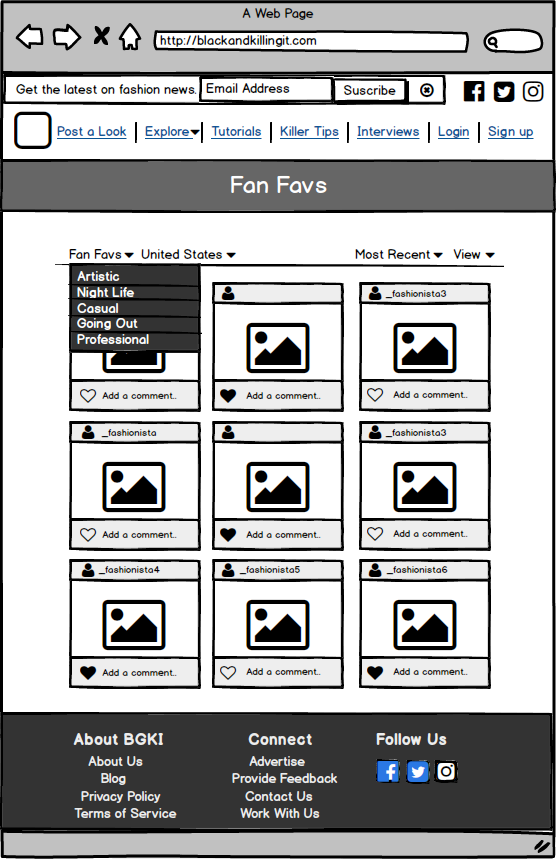 A Web Page
http://blackandkillingit.com
Get the latest on fashion news. Email Address Suscribe
Post a Look Explore Tutorials Killer Tips Interviews Login Sign up
Fan Favs
Fan Favs United States Most Recent View
Artistic
Night Life
Casual
Going Out
Professional
_fashionista3
Add a comment.. Add a comment.. Add a comment..
_fashionista _fashionista3
Add a comment.. Add a comment.. Add a comment..
_fashionista4 _fashionista5 _fashionista6
Add a comment.. Add a comment.. Add a comment..
About BGKI Connect Follow Us
About Us Advertise
Blog Provide Feedback
Privacy Policy Contact Us
Terms of Service Work With Us